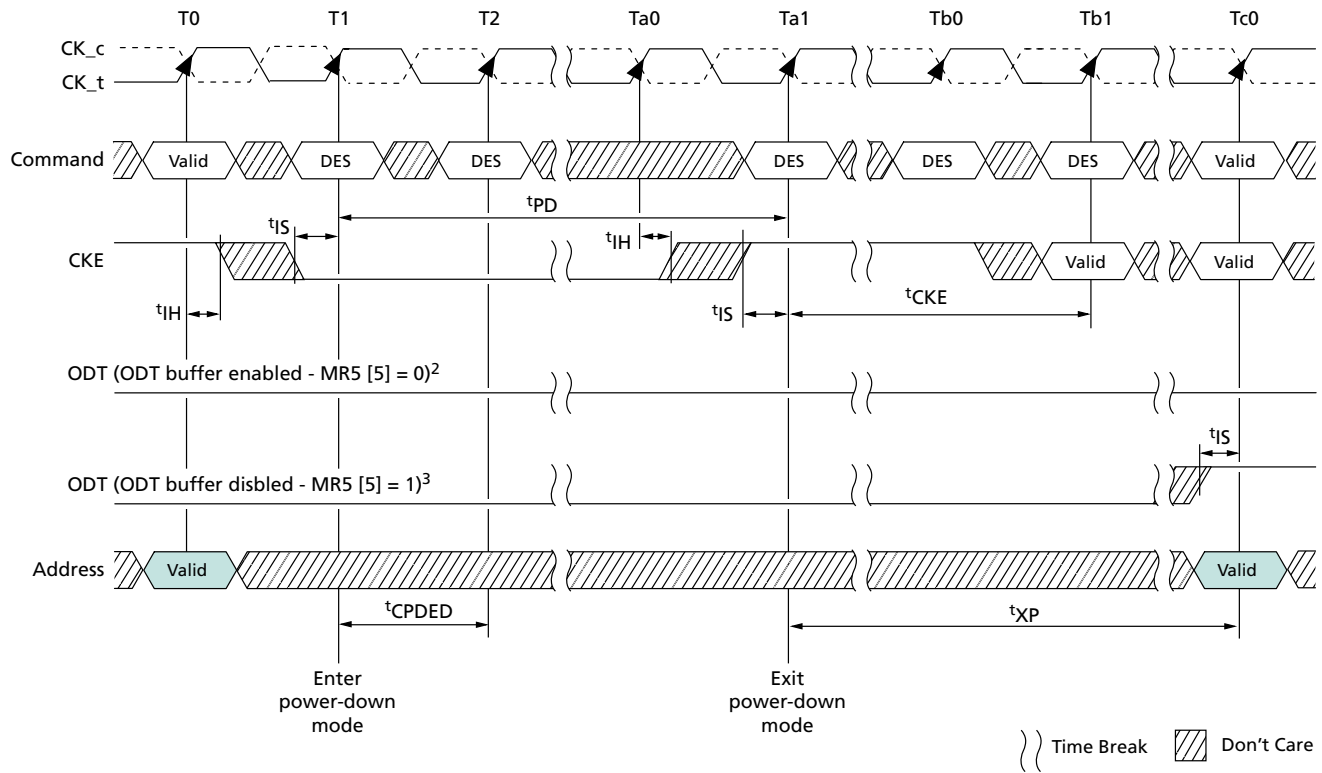 T0 T1 T2 Ta0 Ta1 Tb0 Tb1 Tc0
CK_c
CK_t
Command Valid DES DES DES DES DES Valid
tPD
tIS
tIH
CKE Valid Valid
tIH
tIS
tCKE
ODT (ODT buffer enabled - MR5 [5] = 0)2
tIS
ODT (ODT buffer disbled - MR5 [5] = 1)3
Address Valid Valid
tCPDED
tXP
Enter
power-down
mode
Exit
power-down
mode
Time Break
Don't Care